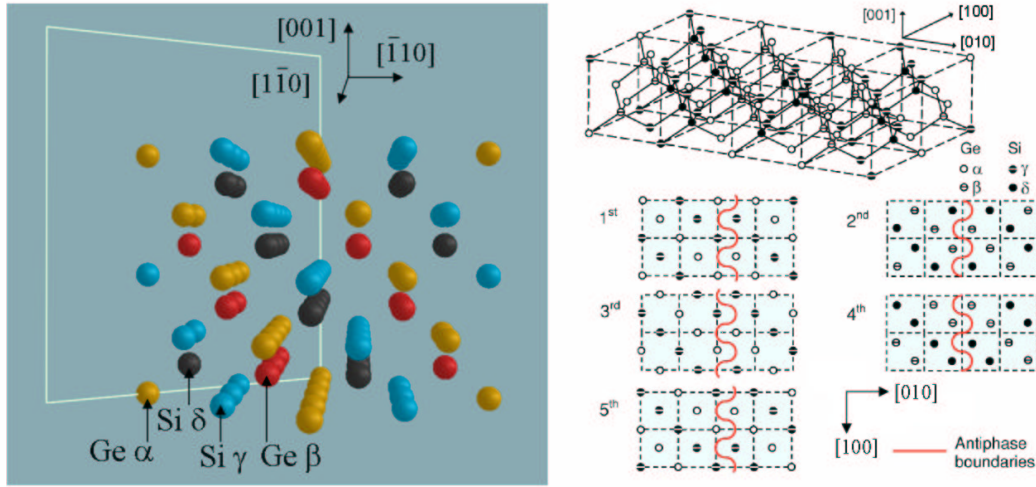 [001]
[1̄10]
[11̄0]
Si δ
Ge α
Si γ
Ge β
[001]
[100]
[010]
Ge Si
α γ
β δ
1st
2nd
3rd
4th
5th
[010]
[100]
Antiphase
boundaries